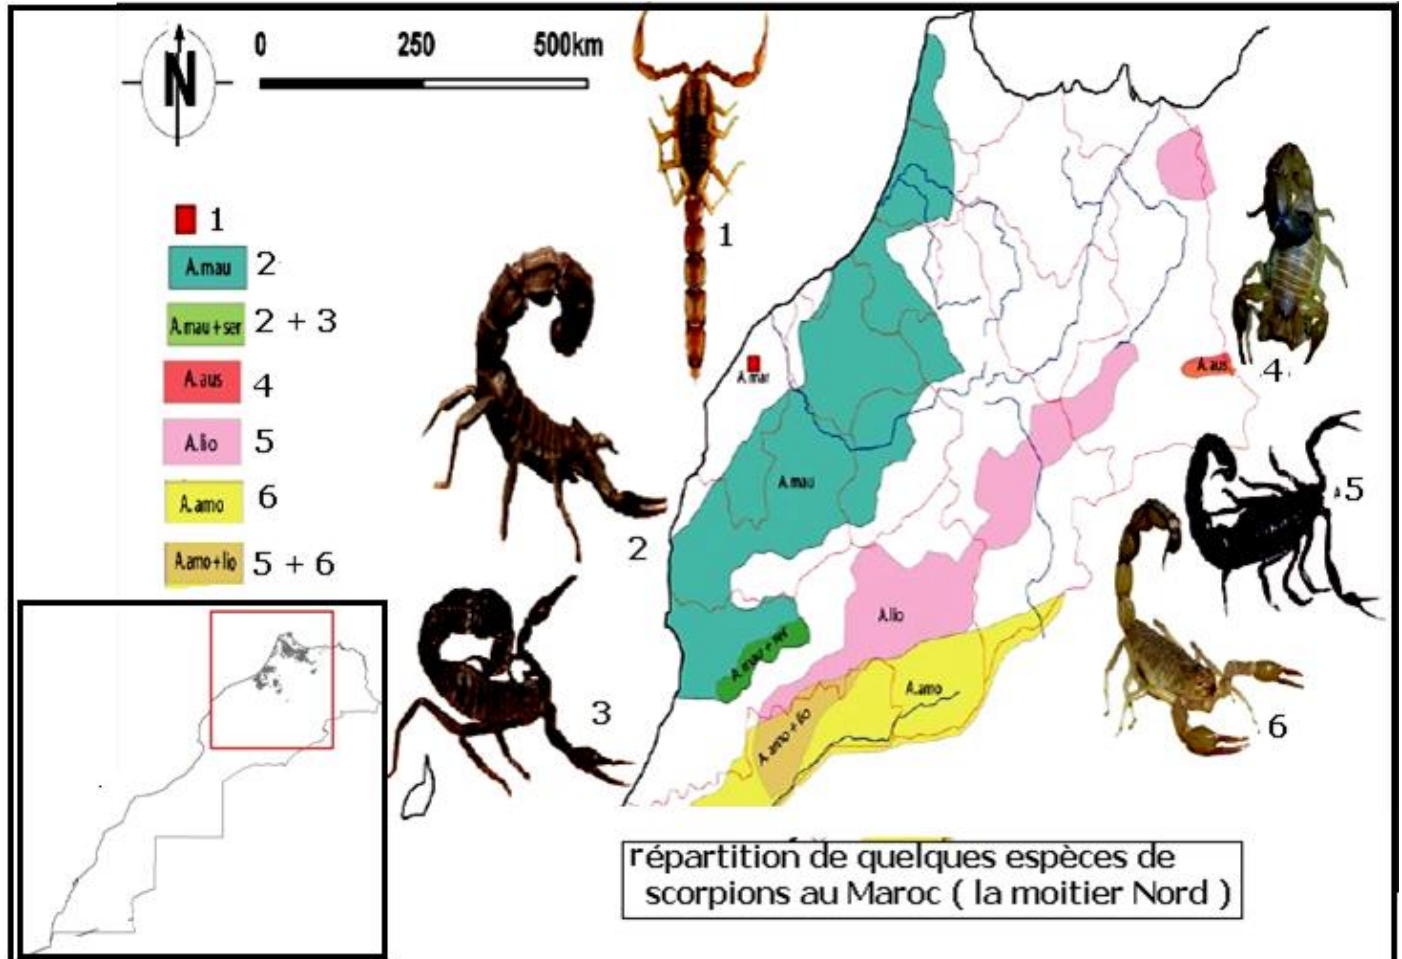 N
0 250 500km
1
A.mau 2
A.mau+ser 2 + 3
A.aus 4
A.lio 5
A.amo 6
A.amo+lio 5 + 6
1
2
3
4
5
6
A.mar
A.aus
A.mau
A.lio
A.mau + ser
A.amo
A.amo + lio
répartition de quelques espèces de
scorpions au Maroc ( la moitier Nord )